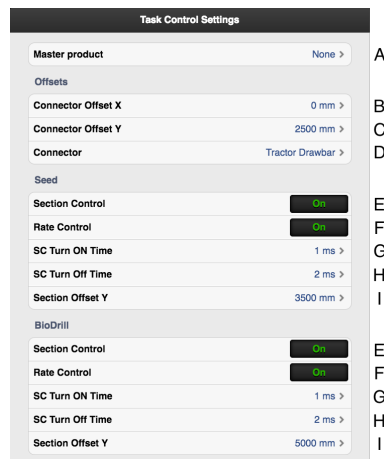 Task Control Settings
Master product None > A
Offsets
Connector Offset X 0 mm > B
Connector Offset Y 2500 mm > C
Connector Tractor Drawbar > D
Seed
Section Control On E
Rate Control On F
SC Turn ON Time 1 ms > G
SC Turn Off Time 2 ms > H
Section Offset Y 3500 mm > I
BioDrill
Section Control On E
Rate Control On F
SC Turn ON Time 1 ms > G
SC Turn Off Time 2 ms > H
Section Offset Y 5000 mm > I